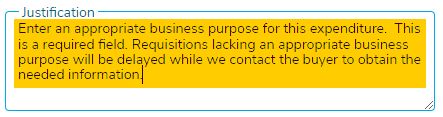 Justification
Enter an appropriate business purpose for this expenditure.  This
is a required field. Requisitions lacking an appropriate business
purpose will be delayed while we contact the buyer to obtain the
needed information.